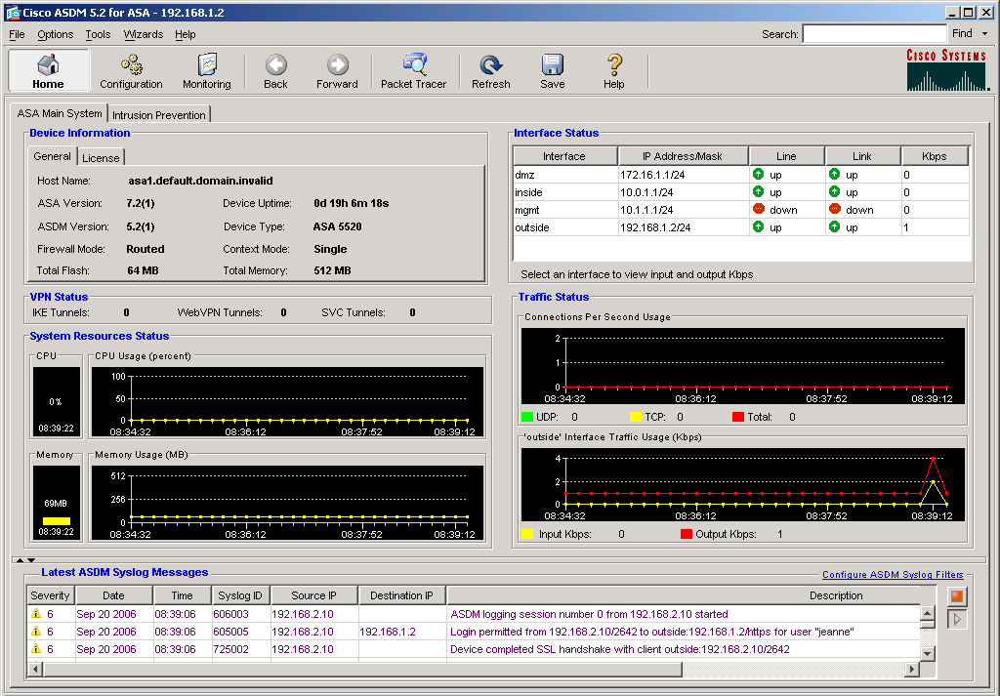 Cisco ASDM 5.2 for ASA - 192.168.1.2
File Options Tools Wizards Help
Search: Find
Home Configuration Monitoring Back Forward Packet Tracer Refresh Save Help
CISCO SYSTEMS
ASA Main System Intrusion Prevention
Device Information
General License
Host Name: asa1.default.domain.invalid
ASA Version: 7.2(1) Device Uptime: 0d 19h 6m 18s
ASDM Version: 5.2(1) Device Type: ASA 5520
Firewall Mode: Routed Context Mode: Single
Total Flash: 64 MB Total Memory: 512 MB
Interface Status
Interface IP Address/Mask Line Link Kbps
dmz 172.16.1.1/24 up up 0
inside 10.0.1.1/24 up up 0
mgmt 10.1.1.1/24 down down 0
outside 192.168.1.2/24 up up 1
Select an interface to view input and output Kbps
VPN Status
IKE Tunnels: 0 WebVPN Tunnels: 0 SVC Tunnels: 0
System Resources Status
CPU
0%
08:39:22
CPU Usage (percent)
100
50
0
08:34:32 08:36:12 08:37:52 08:39:12
Memory
69MB
08:39:22
Memory Usage (MB)
512
256
0
08:34:32 08:36:12 08:37:52 08:39:12
Traffic Status
Connections Per Second Usage
2
1
0
08:34:32 08:36:12 08:37:52 08:39:12
UDP: 0 TCP: 0 Total: 0
'outside' Interface Traffic Usage (Kbps)
4
2
0
08:34:32 08:36:12 08:37:52 08:39:12
Input Kbps: 0 Output Kbps: 1
Latest ASDM Syslog Messages
Configure ASDM Syslog Filters
Severity Date Time Syslog ID Source IP Destination IP Description
6 Sep 20 2006 08:39:06 606003 192.168.2.10 ASDM logging session number 0 from 192.168.2.10 started
6 Sep 20 2006 08:39:06 605005 192.168.2.10 192.168.1.2 Login permitted from 192.168.2.10/2642 to outside:192.168.1.2/https for user "jeanne"
6 Sep 20 2006 08:39:06 725002 192.168.2.10 Device completed SSL handshake with client outside:192.168.2.10/2642